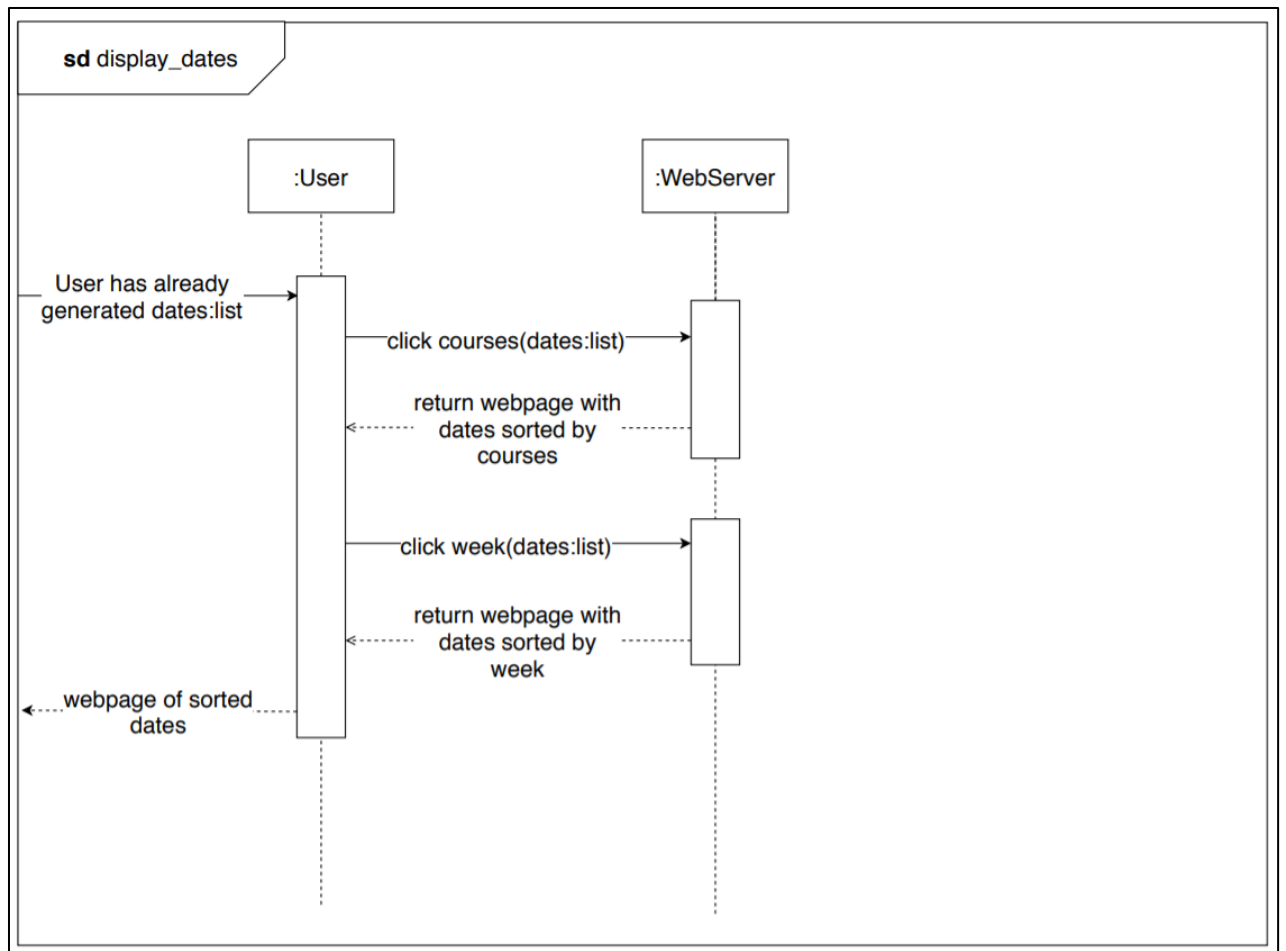 sd display_dates
:User
:WebServer
User has already
generated dates:list
click courses(dates:list)
return webpage with
dates sorted by
courses
click week(dates:list)
return webpage with
dates sorted by
week
webpage of sorted
dates